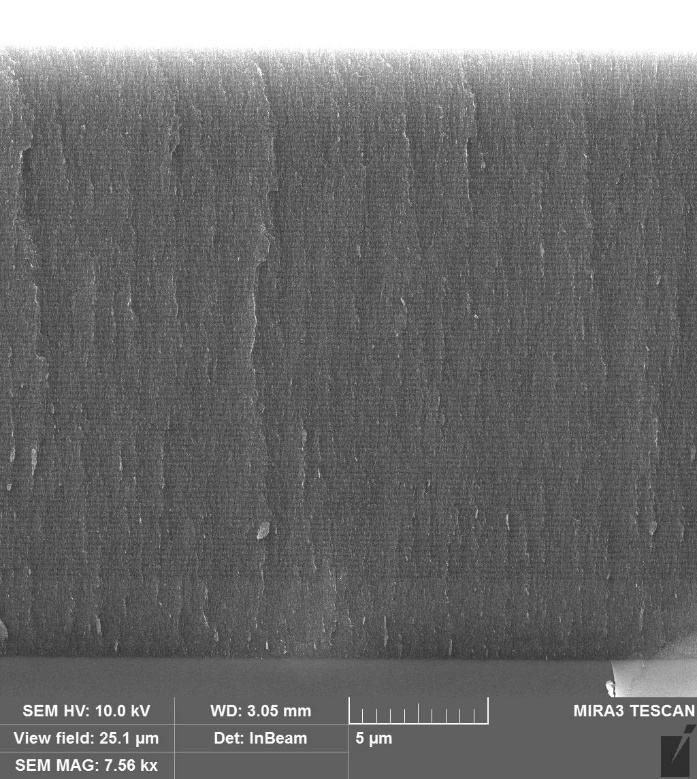 SEM HV: 10.0 kV
WD: 3.05 mm
MIRA3 TESCAN
View field: 25.1 µm
Det: InBeam
5 µm
SEM MAG: 7.56 kx